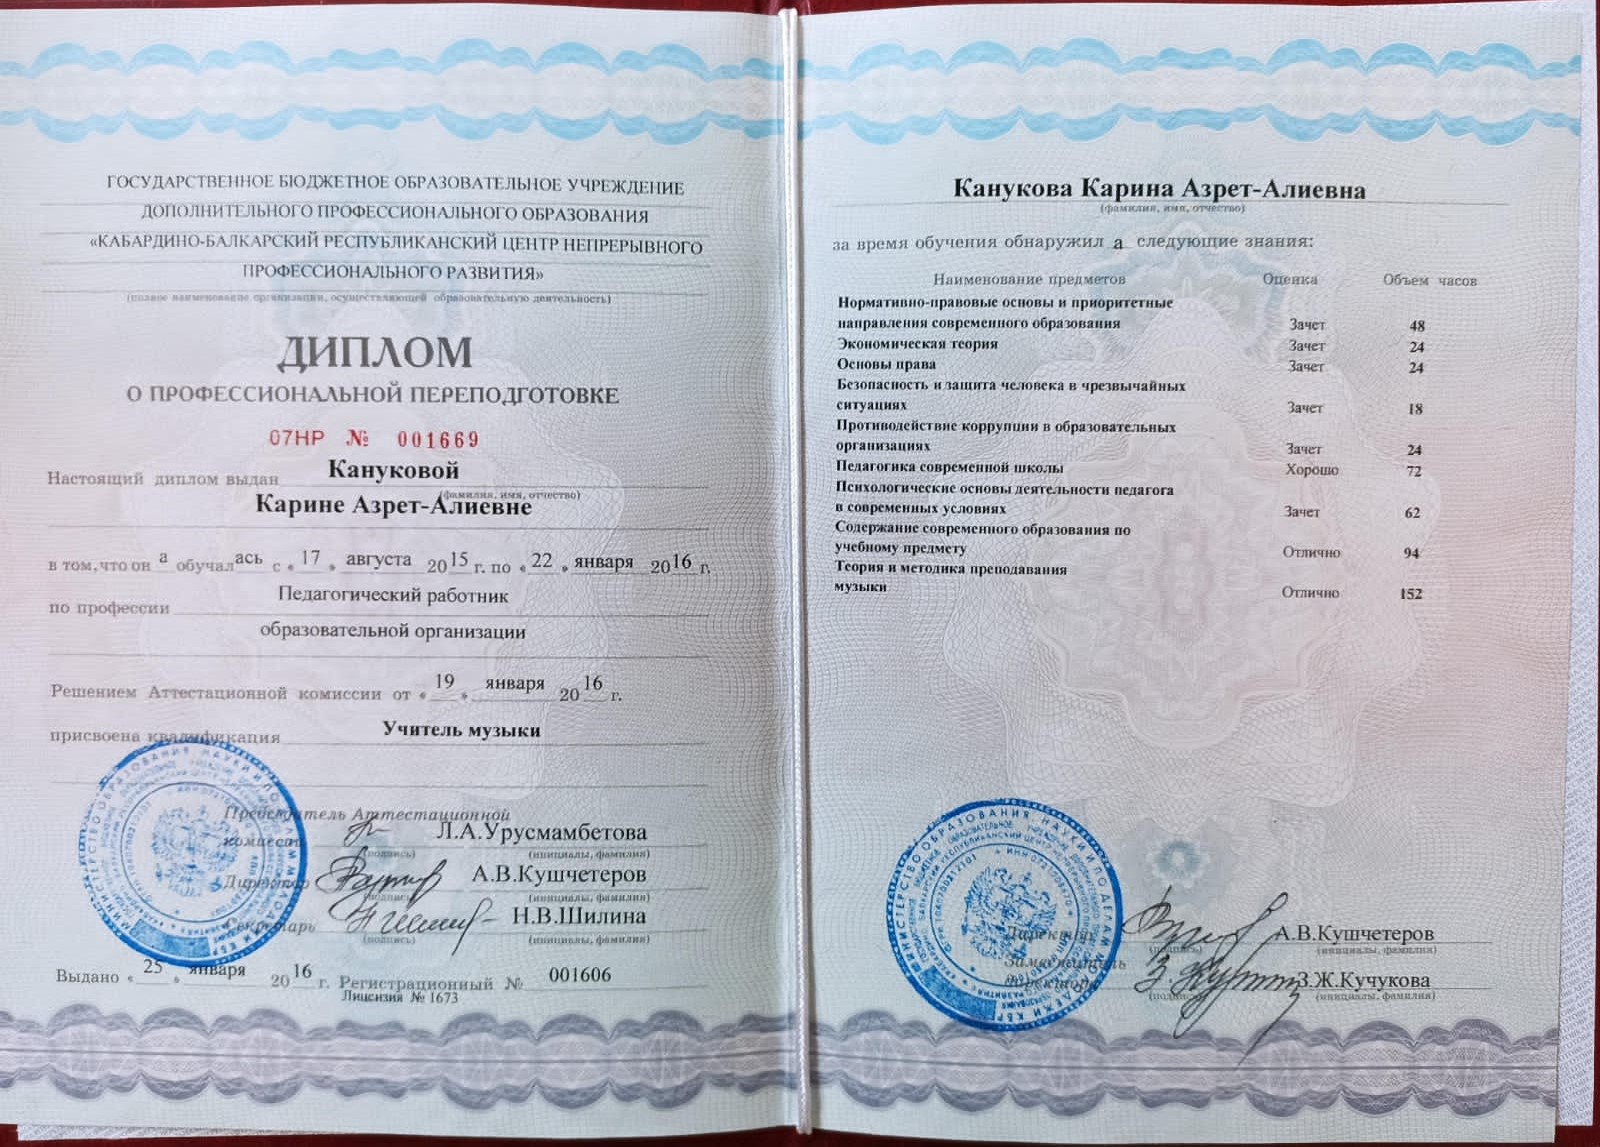 ГОСУДАРСТВЕННОЕ БЮДЖЕТНОЕ ОБРАЗОВАТЕЛЬНОЕ УЧРЕЖДЕНИЕ
ДОПОЛНИТЕЛЬНОГО ПРОФЕССИОНАЛЬНОГО ОБРАЗОВАНИЯ
«КАБАРДИНО-БАЛКАРСКИЙ РЕСПУБЛИКАНСКИЙ ЦЕНТР НЕПРЕРЫВНОГО
ПРОФЕССИОНАЛЬНОГО РАЗВИТИЯ»
(полное наименование организации, осуществляющей образовательную деятельность)
ДИПЛОМ
О ПРОФЕССИОНАЛЬНОЙ ПЕРЕПОДГОТОВКЕ
07НР № 001669
Настоящий диплом выдан Кануковой
(фамилия, имя, отчество)
Карине Азрет-Алиевне
в том, что он а обучал ась с «17» августа 2015 г. по «22» января 2016 г.
по профессии Педагогический работник
образовательной организации
Решением Аттестационной комиссии от «19» января 2016 г.
присвоена квалификация Учитель музыки
Председатель Аттестационной
комиссии Л.А.Урусмамбетова
(подпись) (инициалы, фамилия)
Директор А.В.Кушчетеров
(подпись) (инициалы, фамилия)
Секретарь Н.В.Шилина
(подпись) (инициалы, фамилия)
Выдано «25» января 2016 г. Регистрационный № 001606
Лицензия № 1673
Канукова Карина Азрет-Алиевна
(фамилия, имя, отчество)
за время обучения обнаружил а следующие знания:
Наименование предметов Оценка Объем часов
Нормативно-правовые основы и приоритетные
направления современного образования Зачет 48
Экономическая теория Зачет 24
Основы права Зачет 24
Безопасность и защита человека в чрезвычайных
ситуациях Зачет 18
Противодействие коррупции в образовательных
организациях Зачет 24
Педагогика современной школы Хорошо 72
Психологические основы деятельности педагога
в современных условиях Зачет 62
Содержание современного образования по
учебному предмету Отлично 94
Теория и методика преподавания
музыки Отлично 152
Директор А.В.Кушчетеров
(подпись) (инициалы, фамилия)
Заместитель
директора З.Ж.Кучукова
(подпись) (инициалы, фамилия)